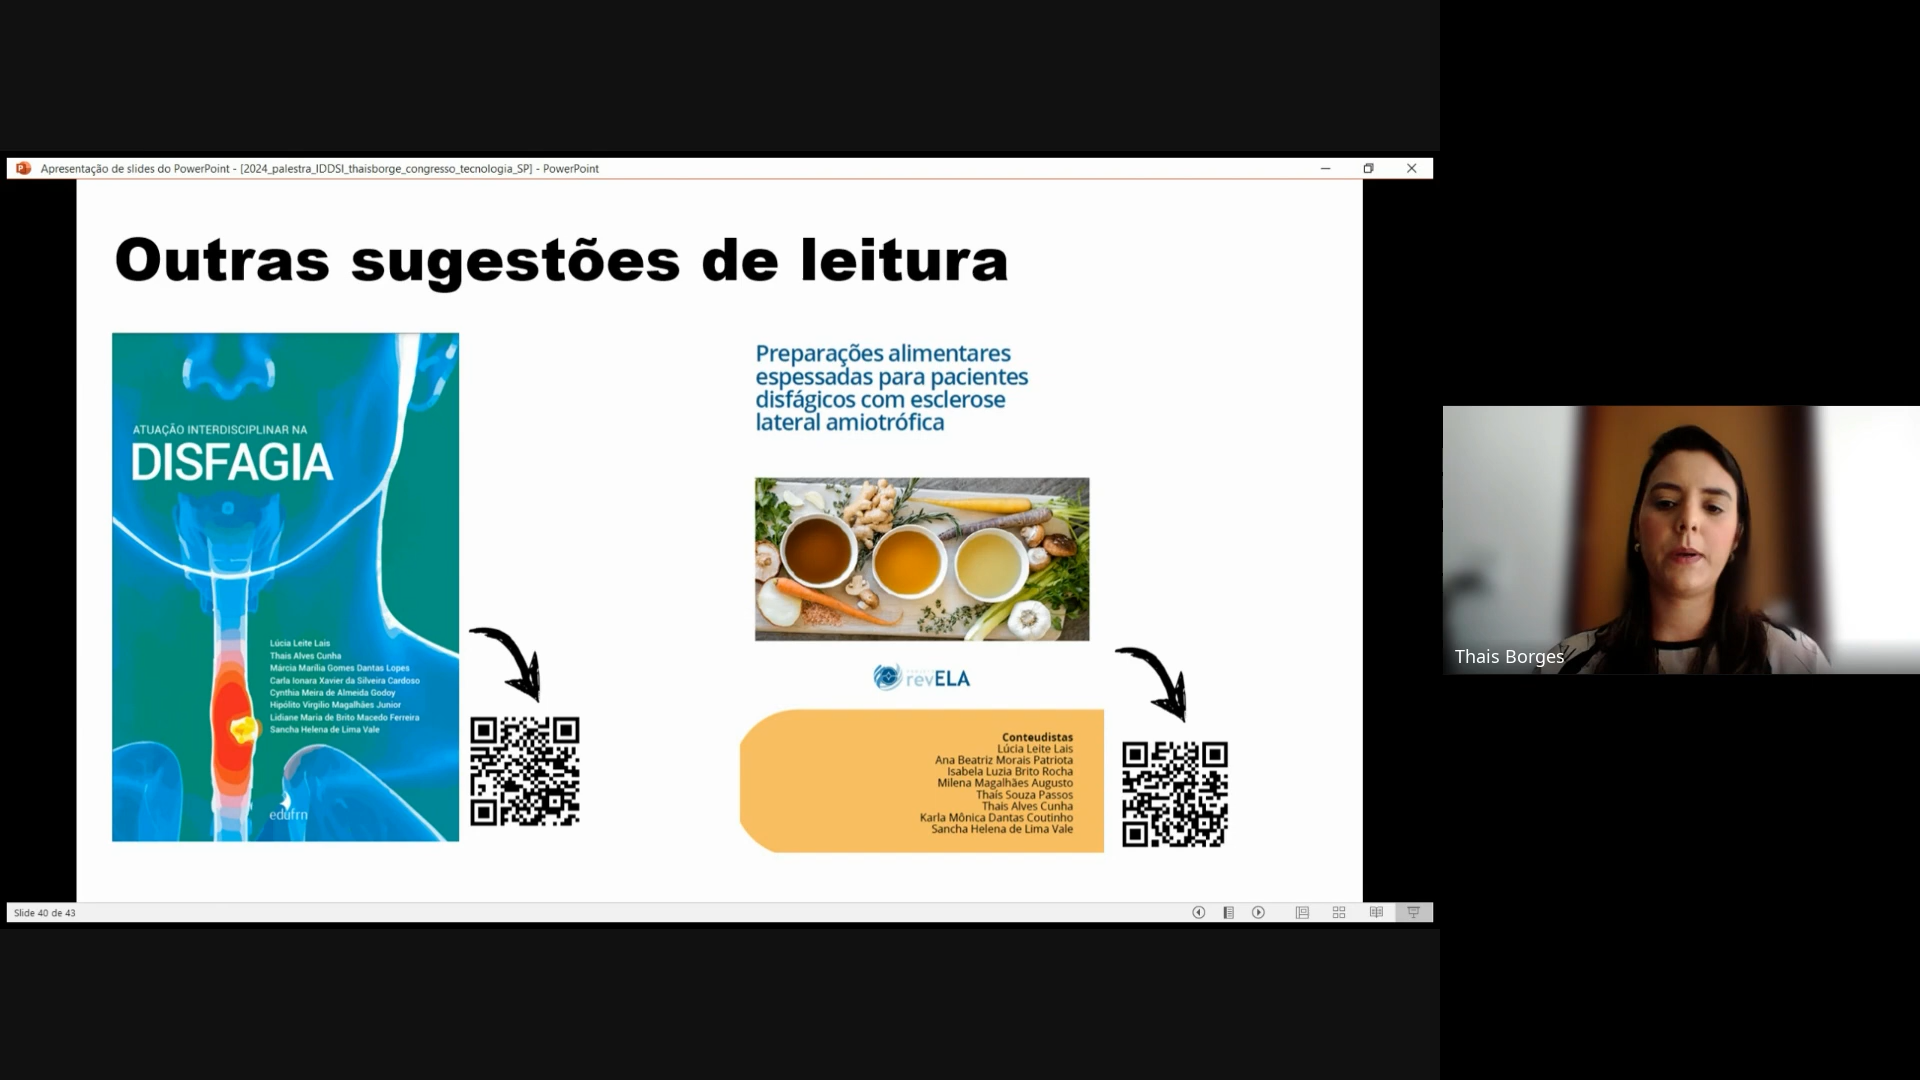 Apresentação de slides do PowerPoint - [2024_palestra_IDDSI_thaisborge_congresso_tecnologia_SP] - PowerPoint
Outras sugestões de leitura
ATUAÇÃO INTERDISCIPLINAR NA
DISFAGIA
Lúcia Leite Lais
Thais Alves Cunha
Márcia Marília Gomes Dantas Lopes
Carla Ionara Xavier da Silveira Cardoso
Cynthia Meira de Almeida Godoy
Hipólito Virgílio Magalhães Junior
Lidiane Maria de Brito Macedo Ferreira
Sancha Helena de Lima Vale
edufrn
Preparações alimentares
espessadas para pacientes
disfágicos com esclerose
lateral amiotrófica
revELA
Conteudistas
Lúcia Leite Lais
Ana Beatriz Morais Patriota
Isabela Luzia Brito Rocha
Milena Magalhães Augusto
Thaís Souza Passos
Thais Alves Cunha
Karla Mônica Dantas Coutinho
Sancha Helena de Lima Vale
Thais Borges
Slide 40 de 43